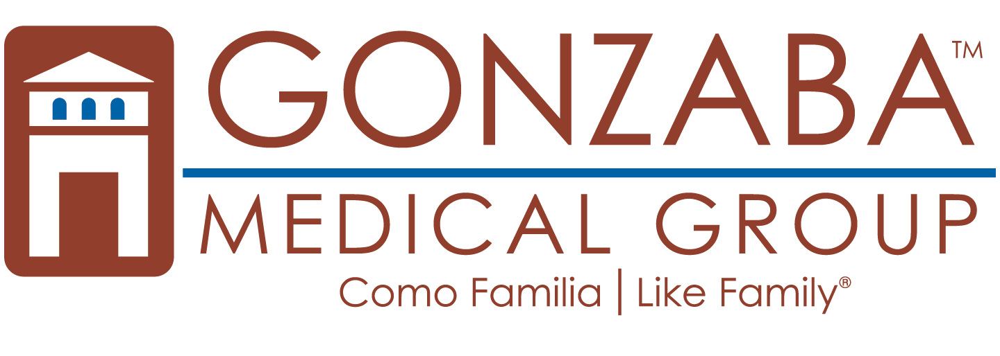 GONZABA™
MEDICAL GROUP
Como Familia | Like Family®